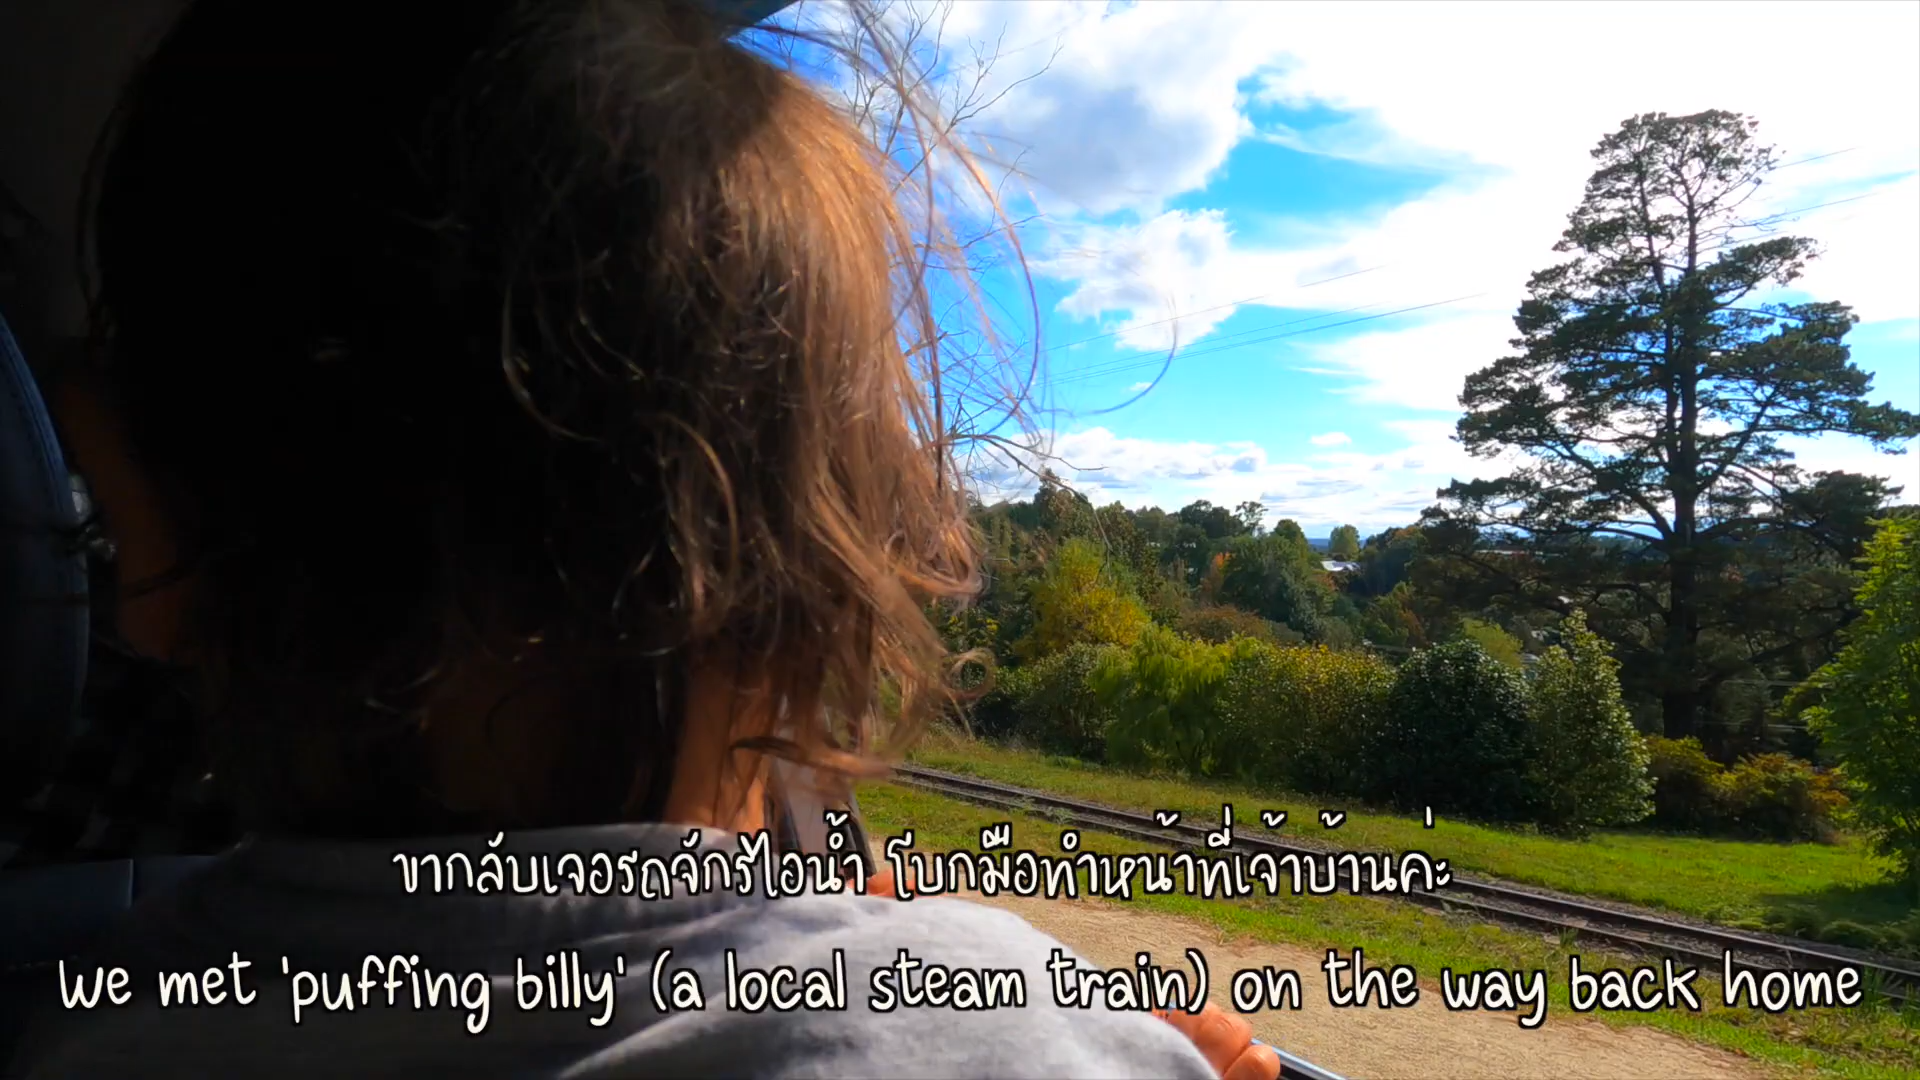 ขากลับเจอรถจักรไอน้ำ โบกมือทำหน้าที่เจ้าบ้านค่ะ
We met 'puffing billy' (a local steam train) on the way back home